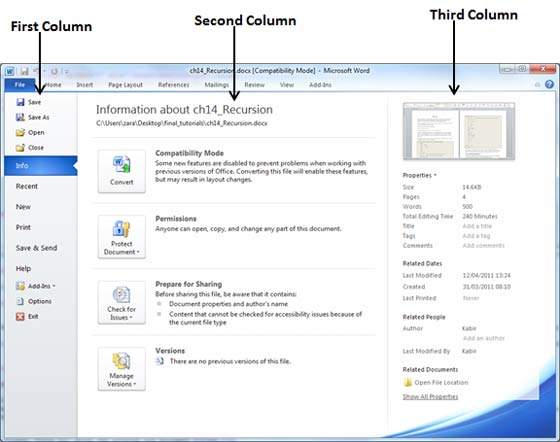 First Column
Second Column
Third Column
ch14_Recursion.docx [Compatibility Mode] - Microsoft Word
File Home Insert Page Layout References Mailings Review View Add-Ins
Save
Save As
Open
Close
Info
Recent
New
Print
Save & Send
Help
Add-Ins
Options
Exit
Information about ch14_Recursion
C:\Users\zara\Desktop\final_tutorials\ch14_Recursion.docx
Convert
Compatibility Mode
Some new features are disabled to prevent problems when working with
previous versions of Office. Converting this file will enable these features,
but may result in layout changes.
Protect
Document
Permissions
Anyone can open, copy, and change any part of this document.
Check for
Issues
Prepare for Sharing
Before sharing this file, be aware that it contains:
Document properties and author's name
Content that cannot be checked for accessibility issues because of
the current file type
Manage
Versions
Versions
There are no previous versions of this file.
Properties
Size 14.6KB
Pages 4
Words 500
Total Editing Time 240 Minutes
Title Add a title
Tags Add a tag
Comments Add comments
Related Dates
Last Modified 12/04/2011 13:24
Created 31/03/2011 08:10
Last Printed Never
Related People
Author Kabir
Add an author
Last Modified By Kabir
Related Documents
Open File Location
Show All Properties